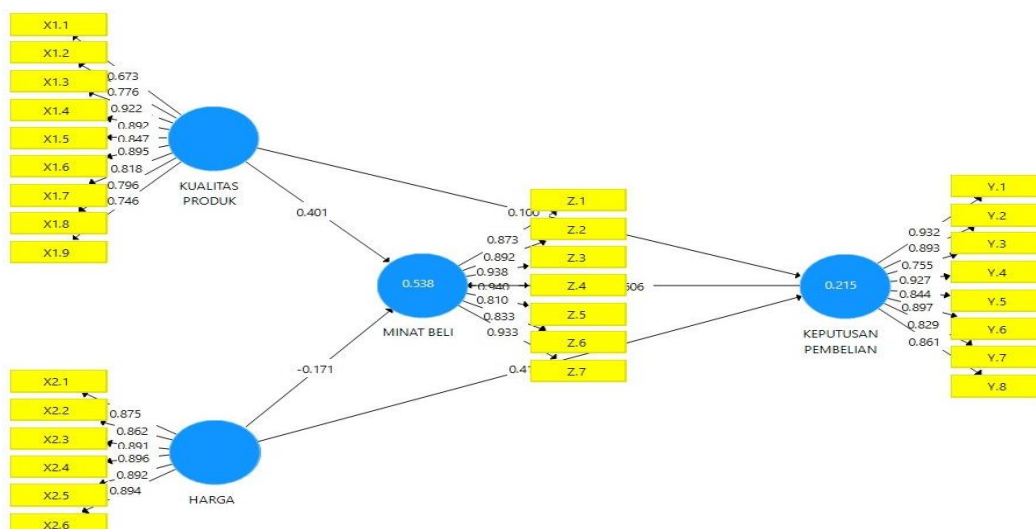 X1.1
X1.2
X1.3
X1.4
X1.5
X1.6
X1.7
X1.8
X1.9
0.673
0.776
0.922
0.892
0.847
0.895
0.818
0.796
0.746
KUALITAS
PRODUK
0.401
0.100
0.538
MINAT BELI
0.873
0.892
0.938
0.940
0.810
0.833
0.933
Z.1
Z.2
Z.3
Z.4
Z.5
Z.6
Z.7
0.215
KEPUTUSAN
PEMBELIAN
0.932
0.893
0.755
0.927
0.844
0.897
0.829
0.861
Y.1
Y.2
Y.3
Y.4
Y.5
Y.6
Y.7
Y.8
-0.171
X2.1
X2.2
X2.3
X2.4
X2.5
X2.6
0.875
0.862
0.891
0.896
0.892
0.894
HARGA